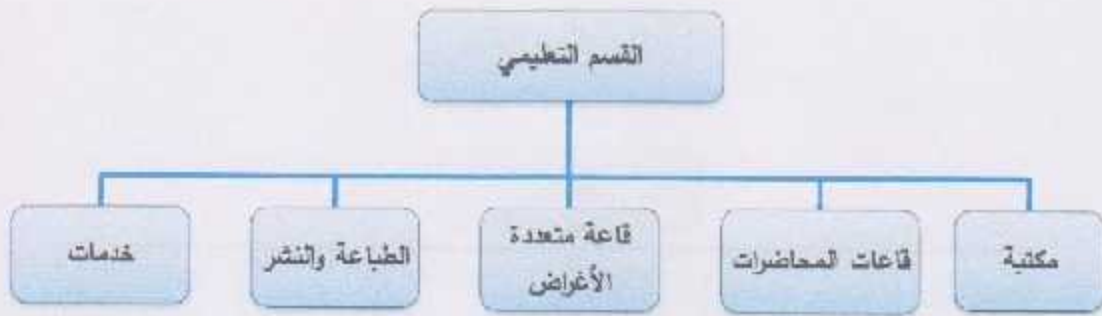 القسم التعليمي
مكتبة
قاعات المحاضرات
قاعة متعددة
الأغراض
الطباعة والنشر
خدمات